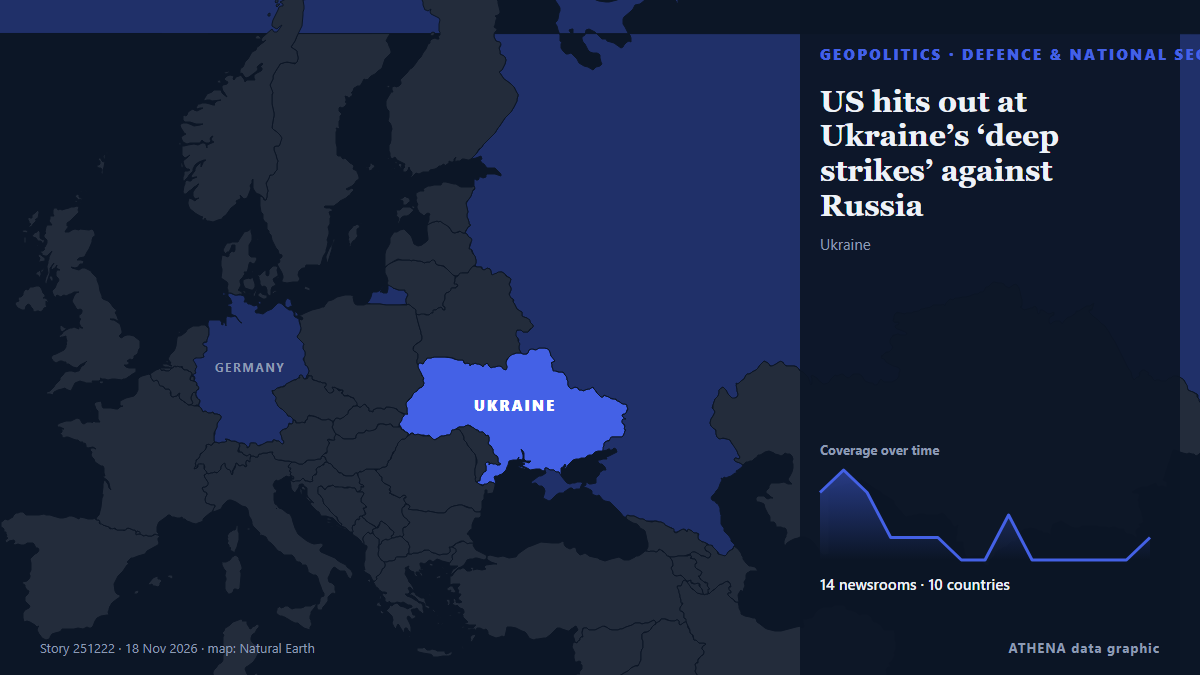 GEOPOLITICS · DEFENCE & NATIONAL
US hits out at
Ukraine’s ‘deep
strikes’ against
Russia
Ukraine
GERMANY
UKRAINE
Coverage over time
14 newsrooms · 10 countries
Story 251222 · 18 Nov 2026 · map: Natural Earth
ATHENA data graphic